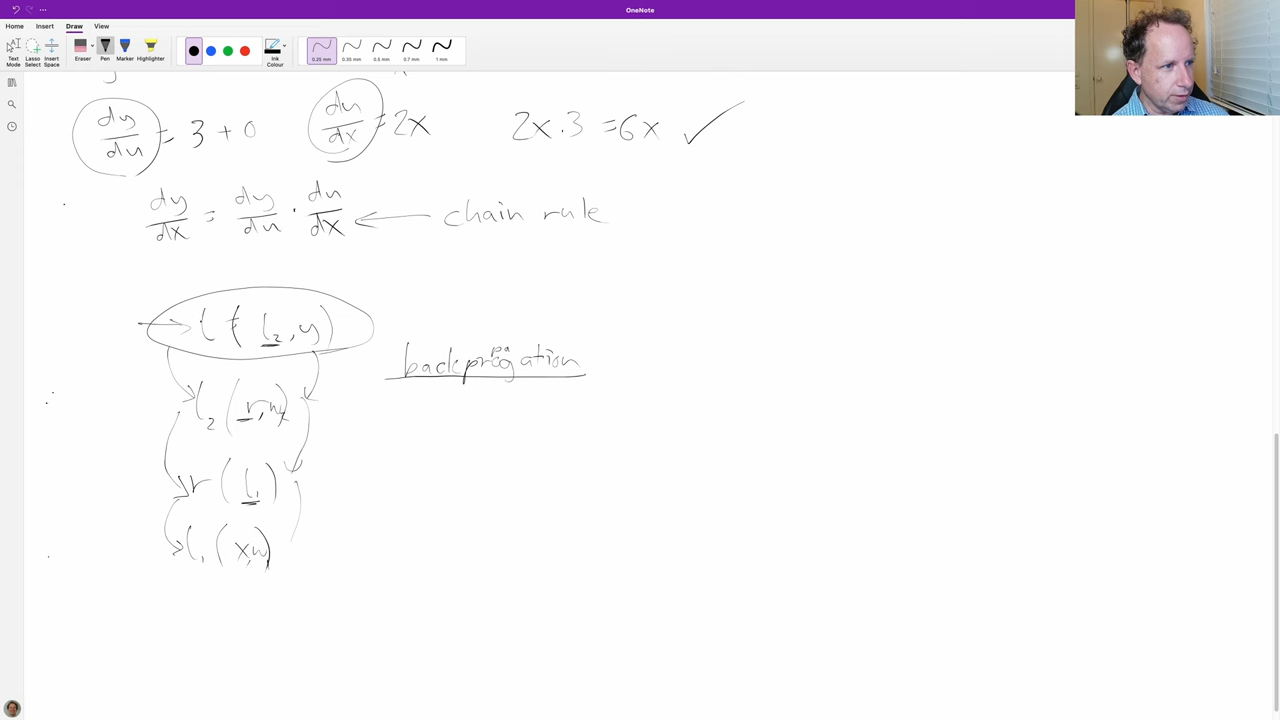 OneNote
Home Insert Draw View
Text Mode Lasso Select Insert Space Eraser Pen Marker Highlighter 0.25 mm 0.35 mm 0.5 mm 0.7 mm 1 mm Ink Colour
dy/du = 3 + 0 du/dx = 2x 2x . 3 = 6x ✓
dy/dx = dy/du . du/dx ← chain rule
L ( L2, y )
backpropagation
L2 ( r, w2 )
r ( L1 )
L1 ( x, w1 )